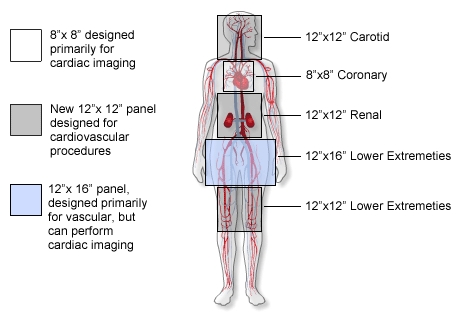 8"x 8" designed
primarily for
cardiac imaging
New 12"x 12" panel
designed for
cardiovascular
procedures
12"x 16" panel,
designed primarily
for vascular, but
can perform
cardiac imaging
12"x12" Carotid
8"x8" Coronary
12"x12" Renal
12"x16" Lower Extremeties
12"x12" Lower Extremeties